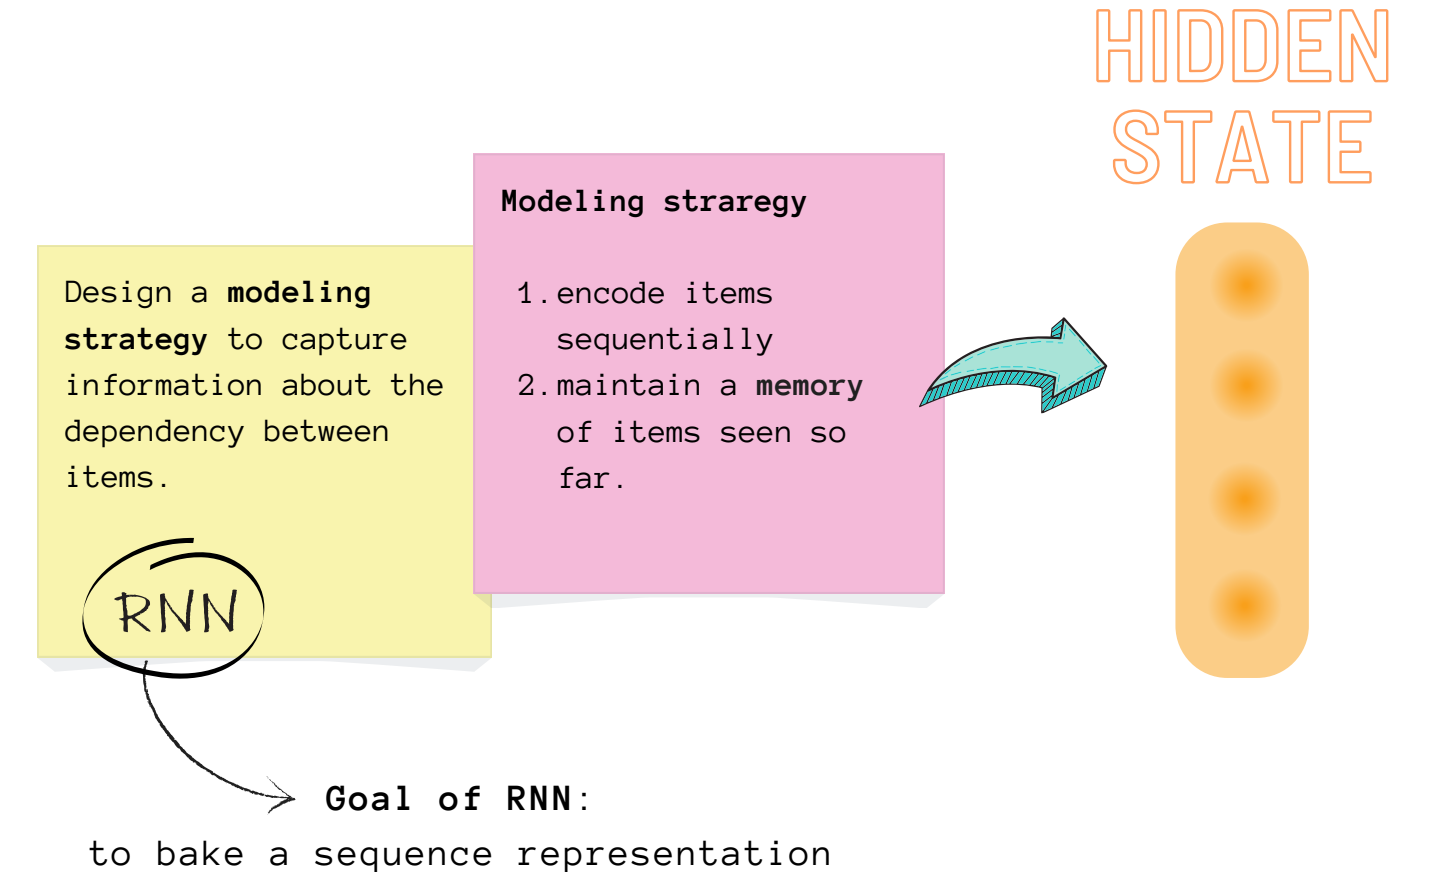 HIDDEN
STATE
Modeling straregy
1. encode items
sequentially
2. maintain a memory
of items seen so
far.
Design a modeling
strategy to capture
information about the
dependency between
items.
RNN
Goal of RNN:
to bake a sequence representation